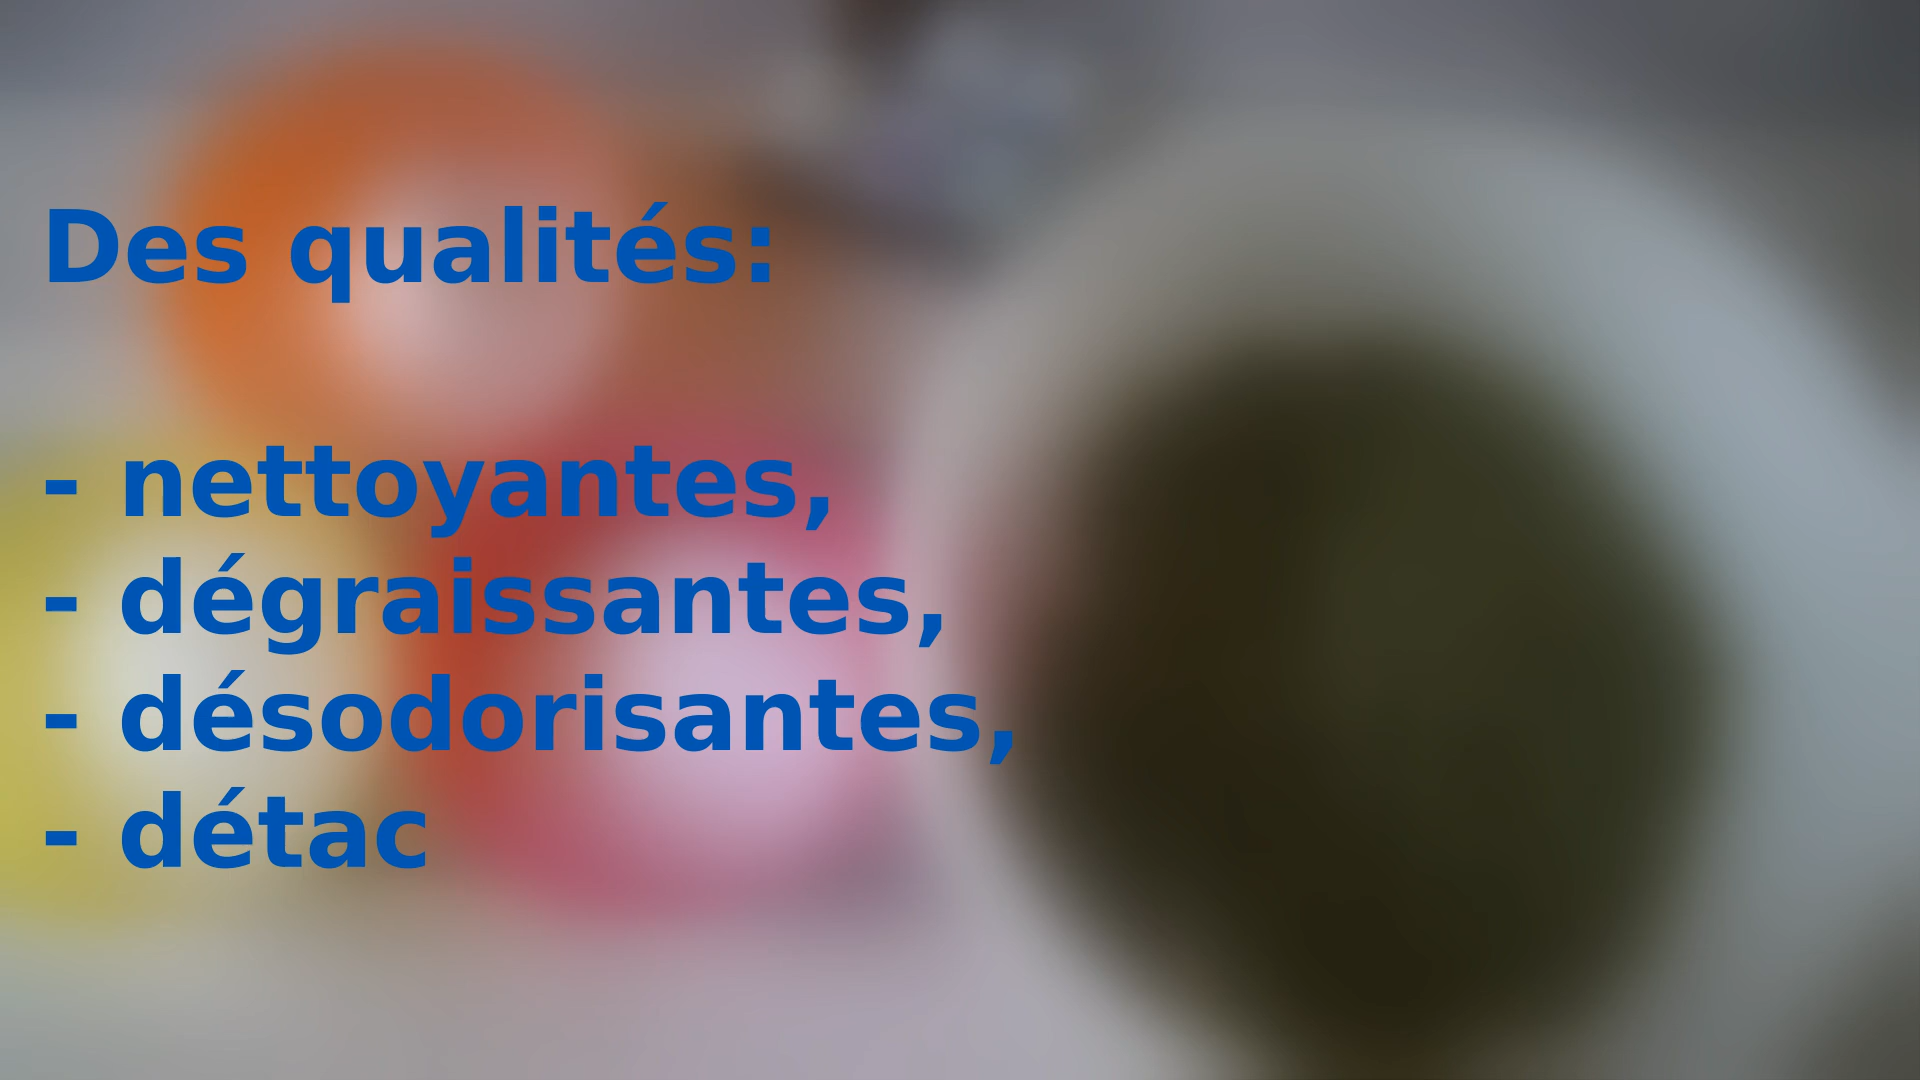 Des qualités:
- nettoyantes,
- dégraissantes,
- désodorisantes,
- détac